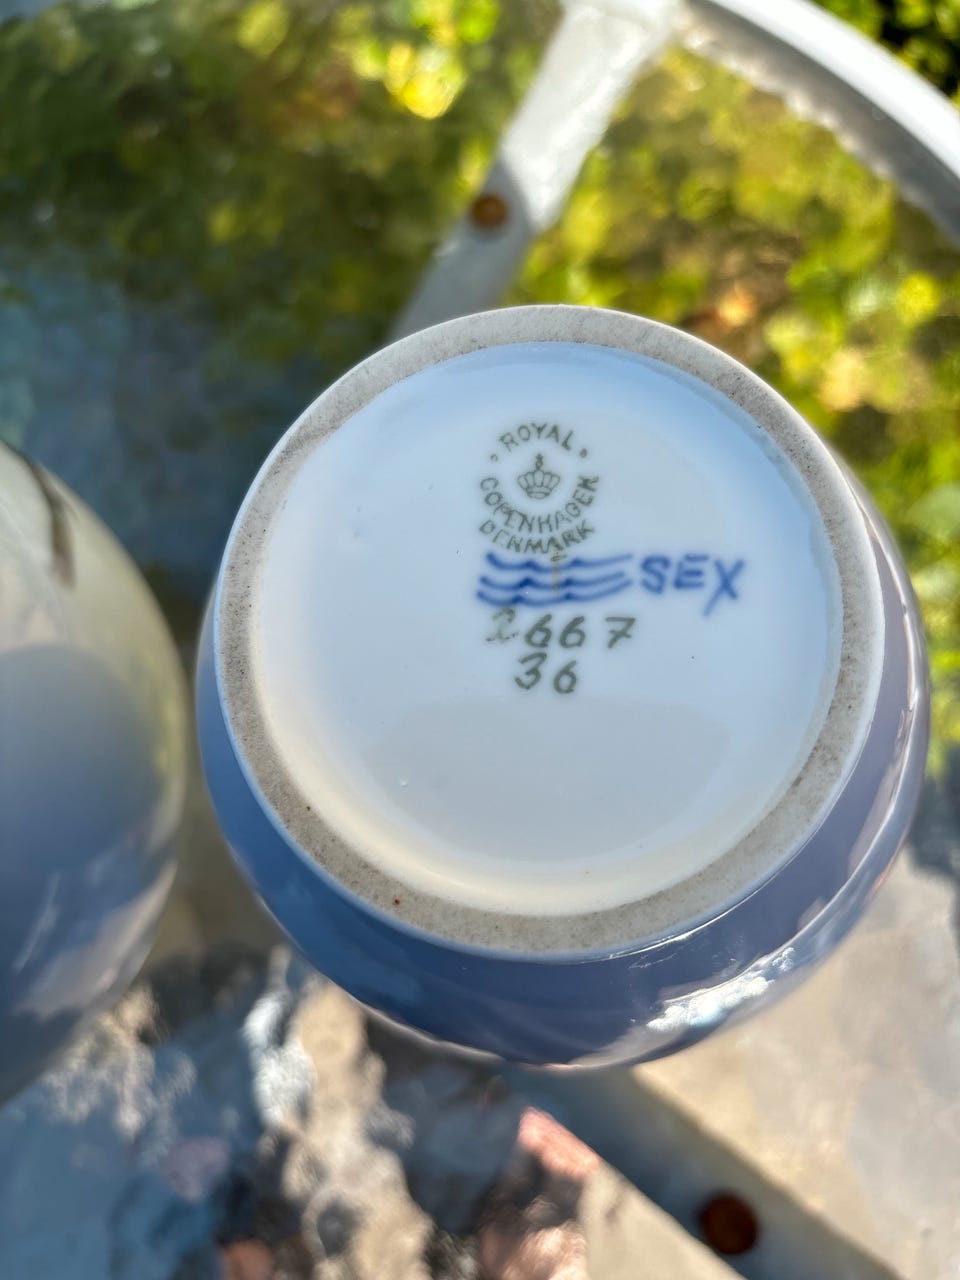 ROYAL
COPENHAGEN
DENMARK
SEX
2667
36